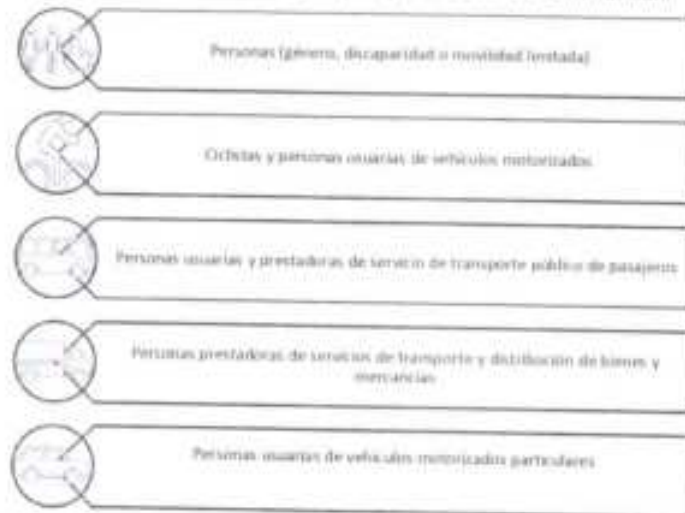 Personas (género, discapacidad o movilidad limitada)
Ciclistas y personas usuarias de vehículos motorizados
Personas usuarias y prestadoras de servicio de transporte público de pasajeros
Personas prestadoras de servicios de transporte y distribución de bienes y
mercancías
Personas usuarias de vehículos motorizados particulares